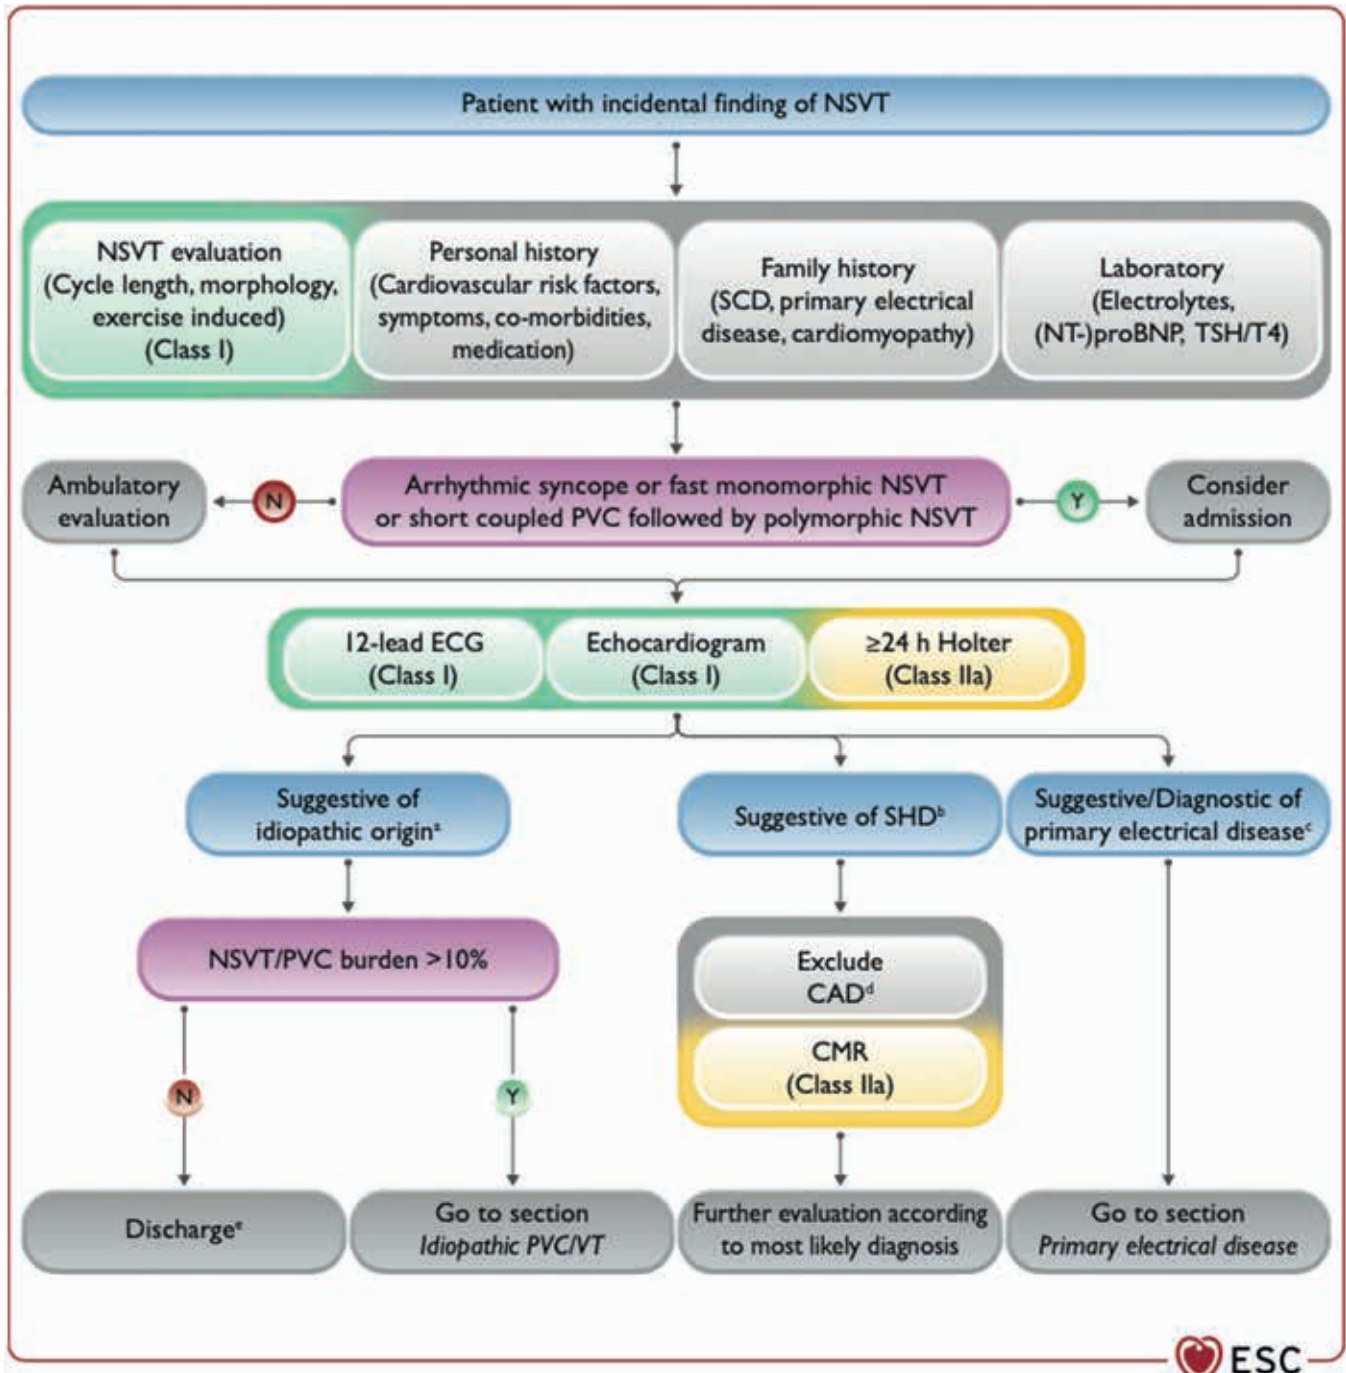 Patient with incidental finding of NSVT
NSVT evaluation
(Cycle length, morphology,
exercise induced)
(Class I)
Personal history
(Cardiovascular risk factors,
symptoms, co-morbidities,
medication)
Family history
(SCD, primary electrical
disease, cardiomyopathy)
Laboratory
(Electrolytes,
(NT-)proBNP, TSH/T4)
Ambulatory
evaluation
N
Arrhythmic syncope or fast monomorphic NSVT
or short coupled PVC followed by polymorphic NSVT
Y
Consider
admission
12-lead ECG
(Class I)
Echocardiogram
(Class I)
≥24 h Holter
(Class IIa)
Suggestive of
idiopathic originᵃ
Suggestive of SHDᵇ
Suggestive/Diagnostic of
primary electrical diseaseᶜ
NSVT/PVC burden >10%
Exclude
CADᵈ
CMR
(Class IIa)
N
Y
Dischargeᵉ
Go to section
Idiopathic PVC/VT
Further evaluation according
to most likely diagnosis
Go to section
Primary electrical disease
ESC